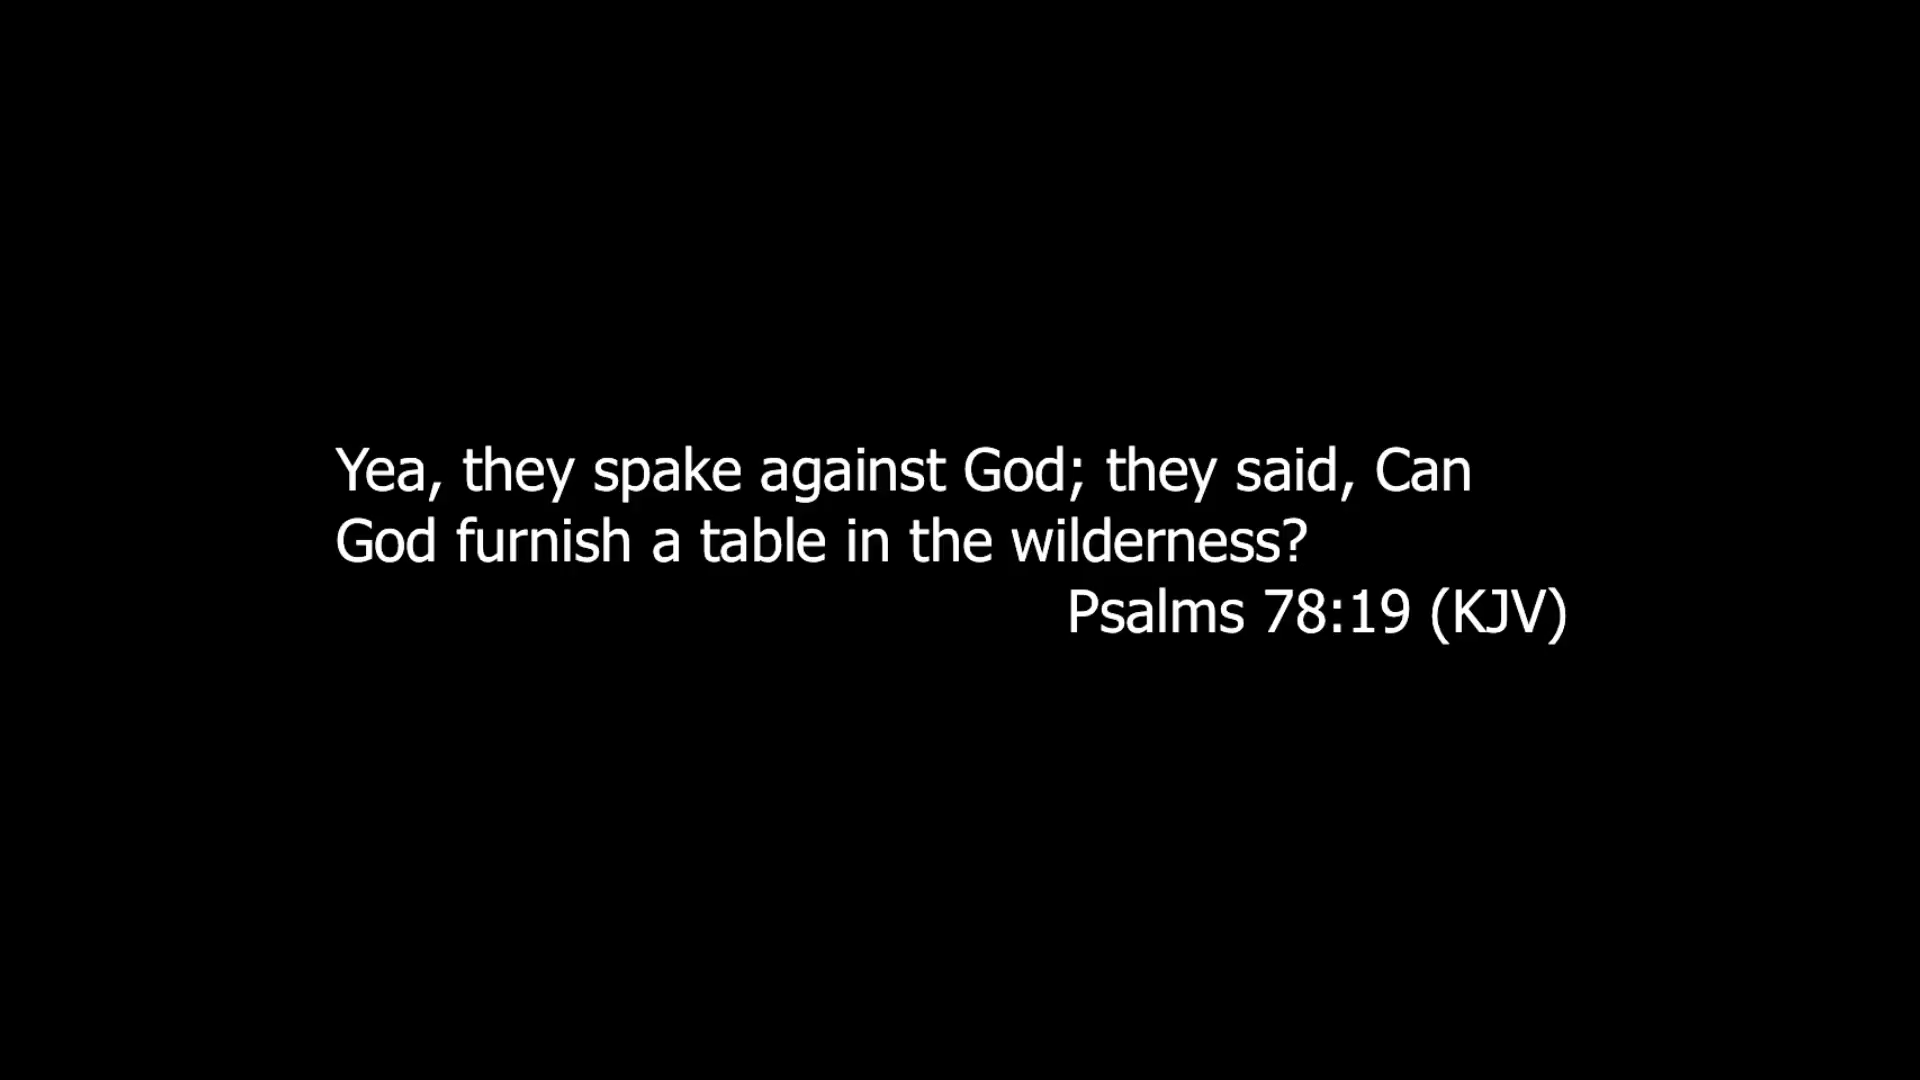 Yea, they spake against God; they said, Can
God furnish a table in the wilderness?
Psalms 78:19 (KJV)